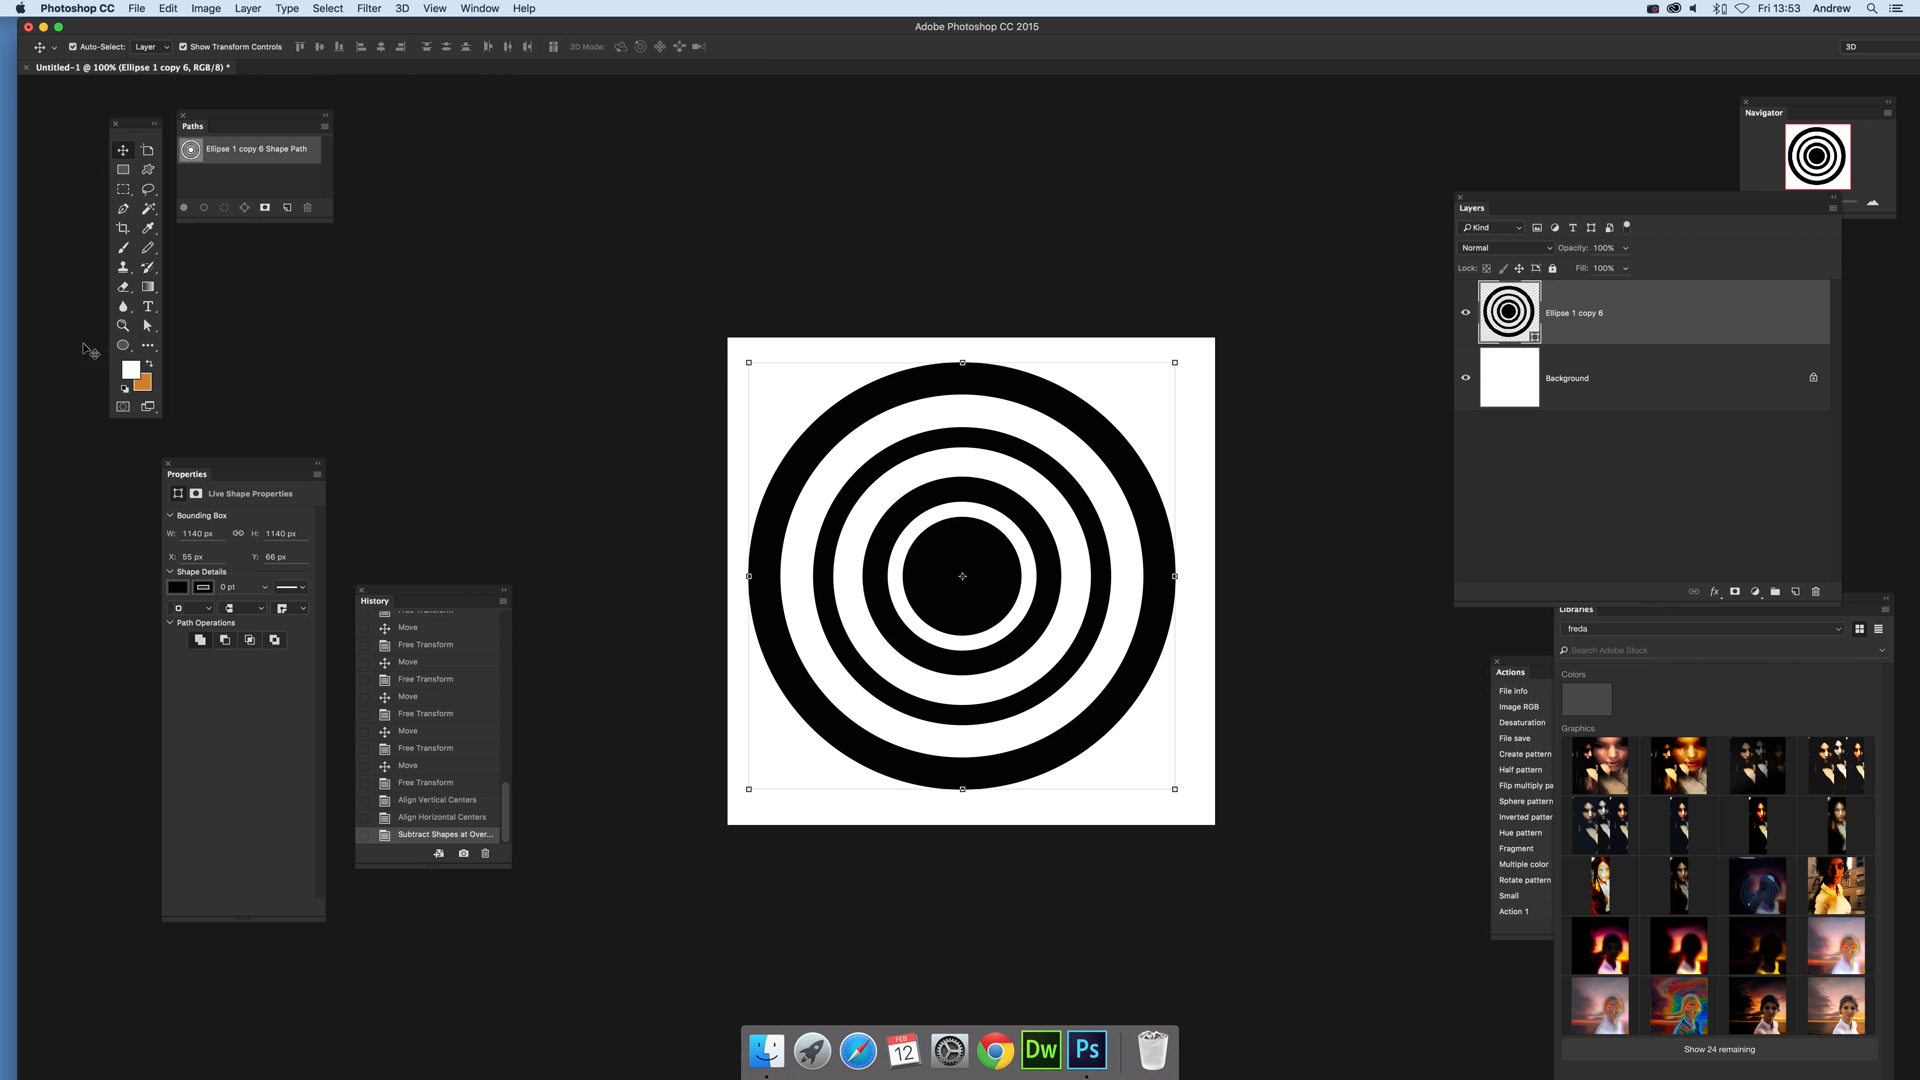 Photoshop CC File Edit Image Layer Type Select Filter 3D View Window Help Fri 13:53 Andrew
Adobe Photoshop CC 2015
Auto-Select: Layer Show Transform Controls 3D Mode: 3D
Untitled-1 @ 100% (Ellipse 1 copy 6, RGB/8) *
Paths
Ellipse 1 copy 6 Shape Path
Navigator
Layers
Kind
Normal Opacity: 100%
Lock: Fill: 100%
Ellipse 1 copy 6
Background
Properties
Live Shape Properties
Bounding Box
W: 1140 px H: 1140 px
X: 55 px Y: 66 px
Shape Details
0 pt
Path Operations
History
Free Transform
Move
Free Transform
Move
Free Transform
Move
Free Transform
Move
Free Transform
Move
Free Transform
Align Vertical Centers
Align Horizontal Centers
Subtract Shapes at Over...
Libraries
freda
Search Adobe Stock
Colors
Graphics
Show 24 remaining
Actions
File info
Image RGB
Desaturation
File save
Create pattern
Half pattern
Flip multiply pa
Sphere pattern
Inverted patter
Hue pattern
Fragment
Multiple color
Rotate pattern
Small
Action 1
FEB
12
Dw
Ps